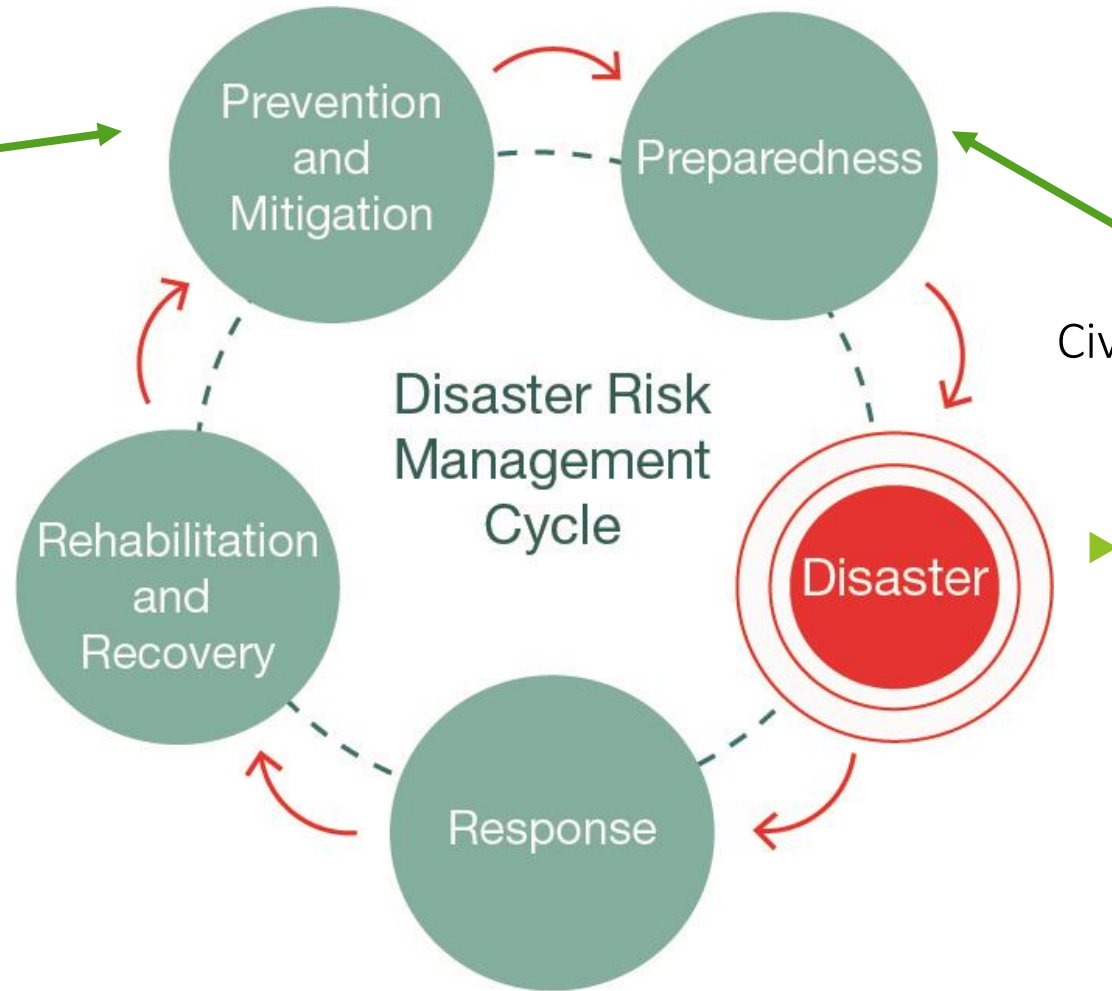 Prevention
and
Mitigation
Preparedness
Civ
Disaster Risk
Management
Cycle
Rehabilitation
and
Recovery
Disaster
Response